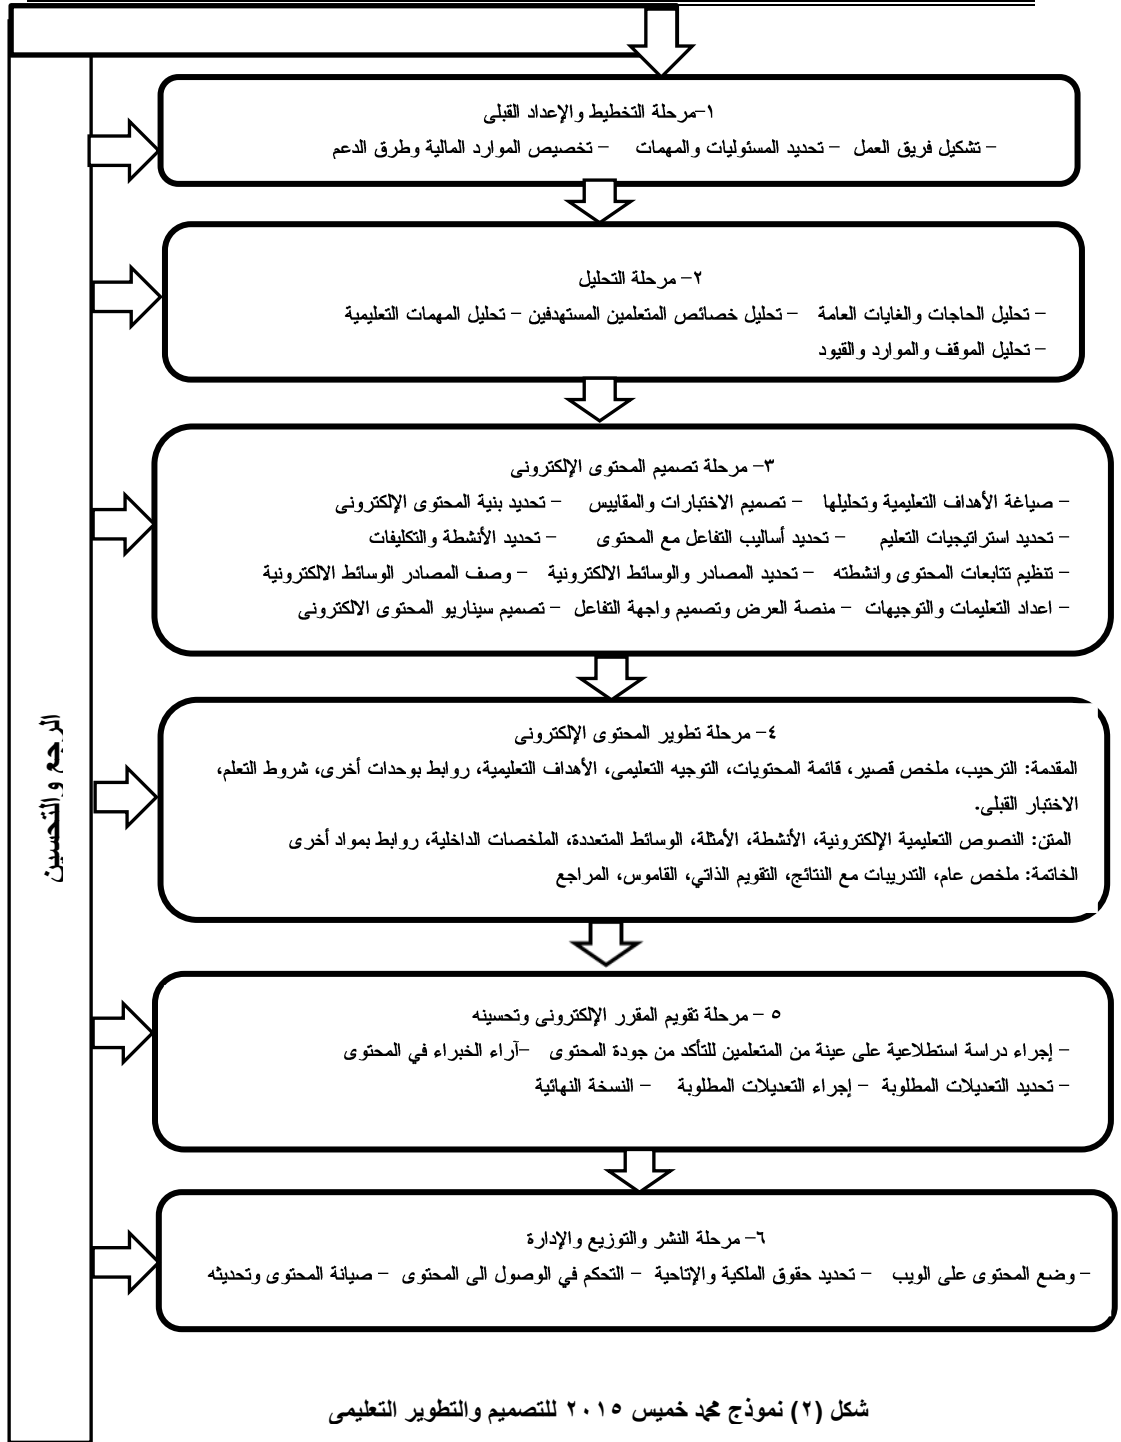 ١-مرحلة التخطيط والإعداد القبلى
- تشكيل فريق العمل - تحديد المسئوليات والمهمات - تخصيص الموارد المالية وطرق الدعم
٢- مرحلة التحليل
- تحليل الحاجات والغايات العامة - تحليل خصائص المتعلمين المستهدفين - تحليل المهمات التعليمية
- تحليل الموقف والموارد والقيود
٣- مرحلة تصميم المحتوى الإلكترونى
- صياغة الأهداف التعليمية وتحليلها - تصميم الاختبارات والمقاييس - تحديد بنية المحتوى الإلكترونى
- تحديد استراتيجيات التعليم - تحديد أساليب التفاعل مع المحتوى - تحديد الأنشطة والتكليفات
- تنظيم تتابعات المحتوى وانشطته - تحديد المصادر والوسائط الالكترونية - وصف المصادر الوسائط الالكترونية
- اعداد التعليمات والتوجيهات - منصة العرض وتصميم واجهة التفاعل - تصميم سيناريو المحتوى الالكترونى
٤- مرحلة تطوير المحتوى الإلكترونى
المقدمة: الترحيب، ملخص قصير، قائمة المحتويات، التوجيه التعليمى، الأهداف التعليمية، روابط بوحدات أخرى، شروط التعلم،
الاختبار القبلى.
المتن: النصوص التعليمية الإلكترونية، الأنشطة، الأمثلة، الوسائط المتعددة، الملخصات الداخلية، روابط بمواد أخرى
الخاتمة: ملخص عام، التدريبات مع النتائج، التقويم الذاتي، القاموس، المراجع
٥ - مرحلة تقويم المقرر الإلكترونى وتحسينه
- إجراء دراسة استطلاعية على عينة من المتعلمين للتأكد من جودة المحتوى -آراء الخبراء في المحتوى
- تحديد التعديلات المطلوبة - إجراء التعديلات المطلوبة - النسخة النهائية
٦- مرحلة النشر والتوزيع والإدارة
- وضع المحتوى على الويب - تحديد حقوق الملكية والإتاحية - التحكم في الوصول الى المحتوى - صيانة المحتوى وتحديثه
الرجع والتحسين
شكل (٢) نموذج محمد خميس ٢٠١٥ للتصميم والتطوير التعليمى